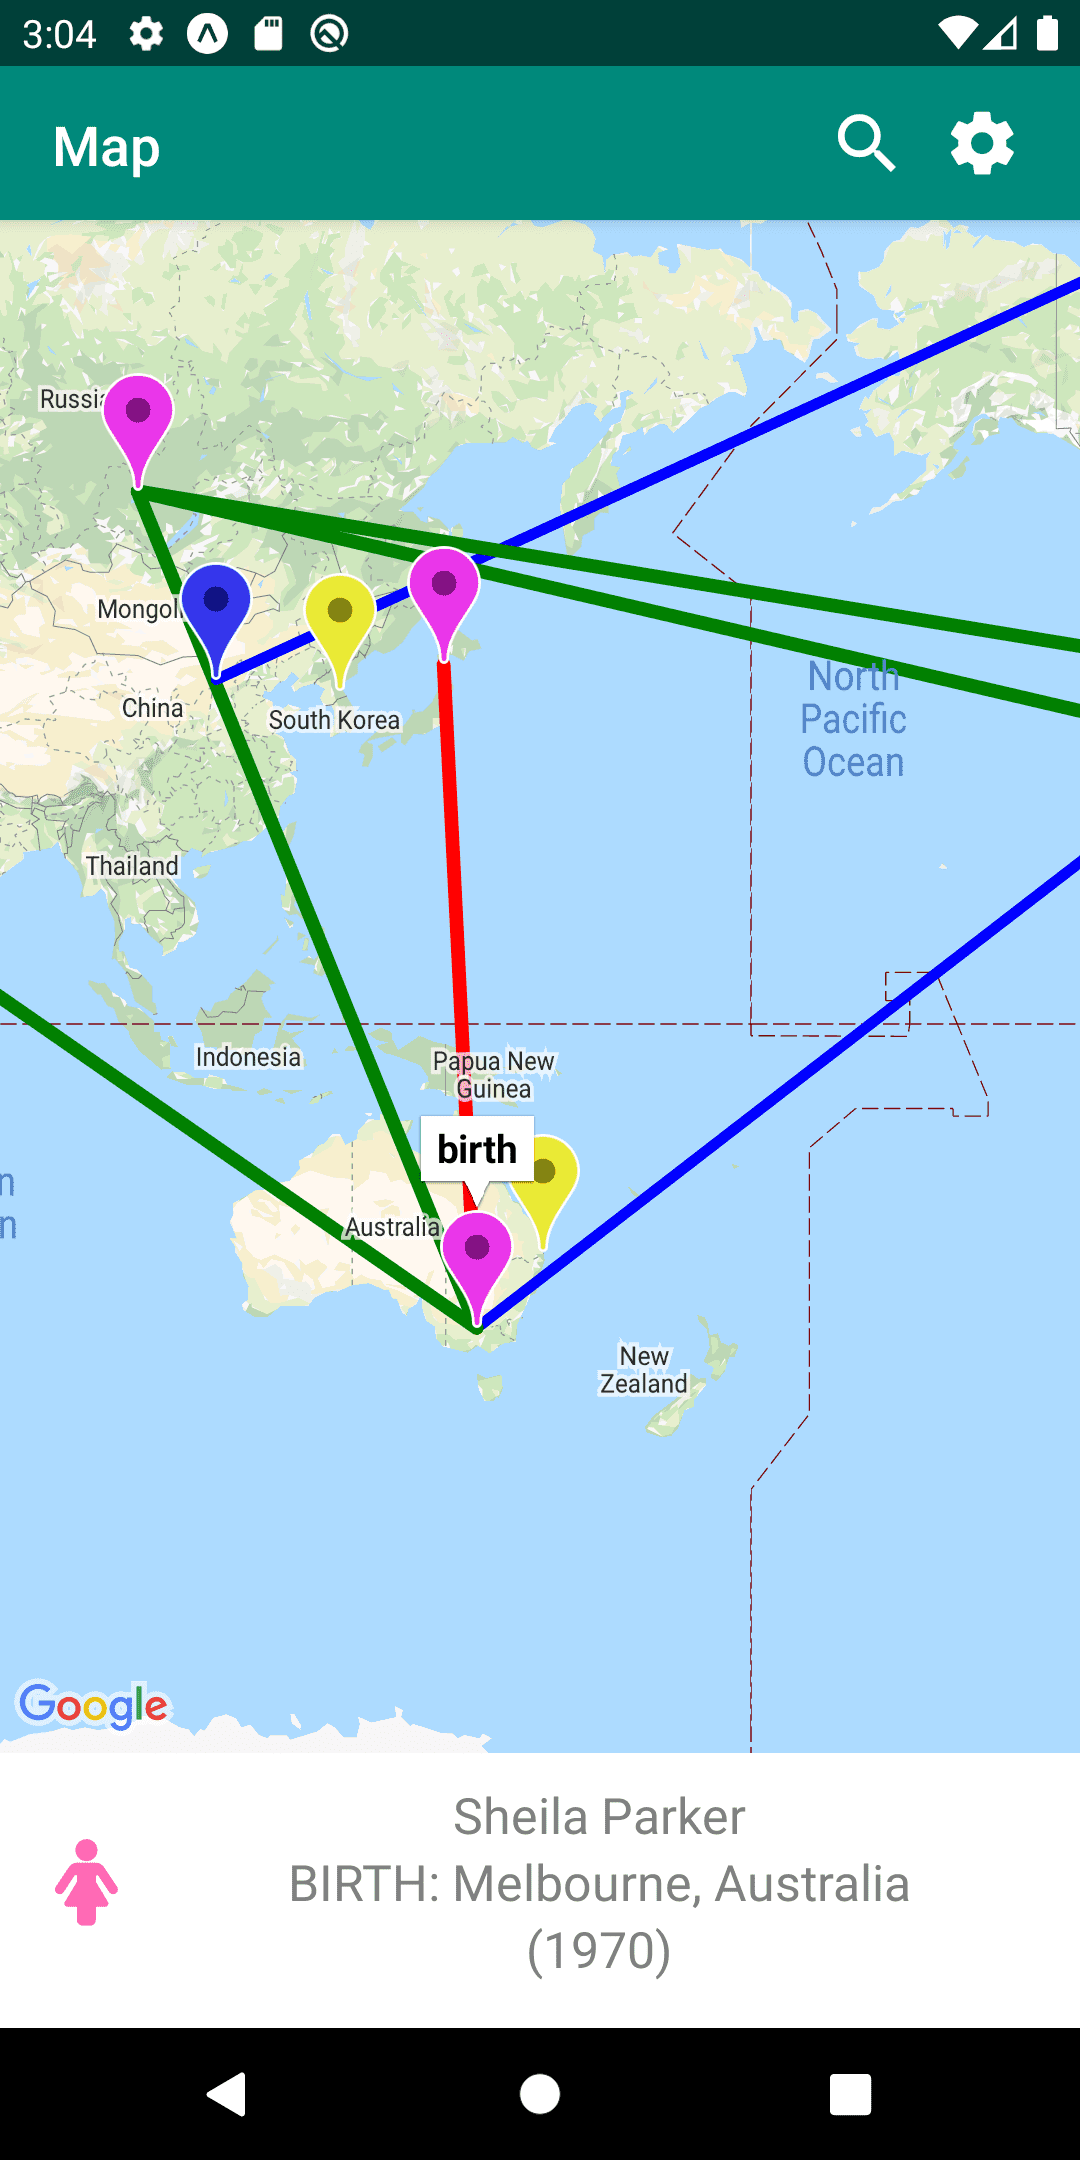 3:04
Map
Russia
Mongol
China
South Korea
North
Pacific
Ocean
Thailand
Indonesia
Papua New
Guinea
birth
n
n
Australia
New
Zealand
Google
Sheila Parker
BIRTH: Melbourne, Australia
(1970)